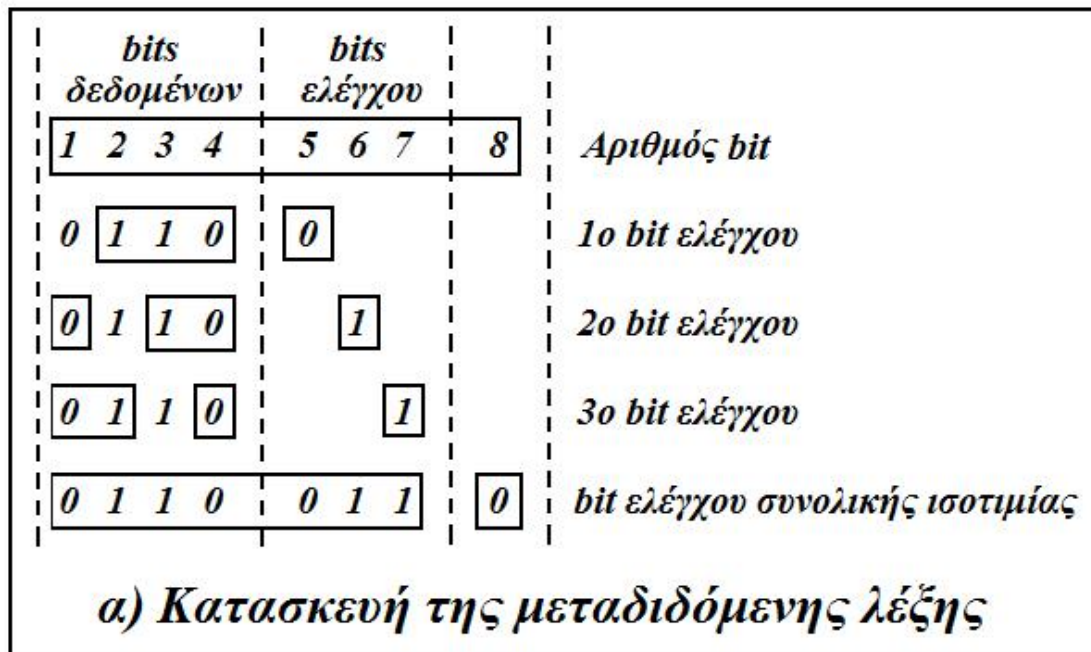 bits bits
δεδομένων ελέγχου
1 2 3 4 5 6 7 8 Αριθμός bit
0 1 1 0 0 1ο bit ελέγχου
0 1 1 0 1 2ο bit ελέγχου
0 1 1 0 1 3ο bit ελέγχου
0 1 1 0 0 1 1 0 bit ελέγχου συνολικής ισοτιμίας
α) Κατασκευή της μεταδιδόμενης λέξης